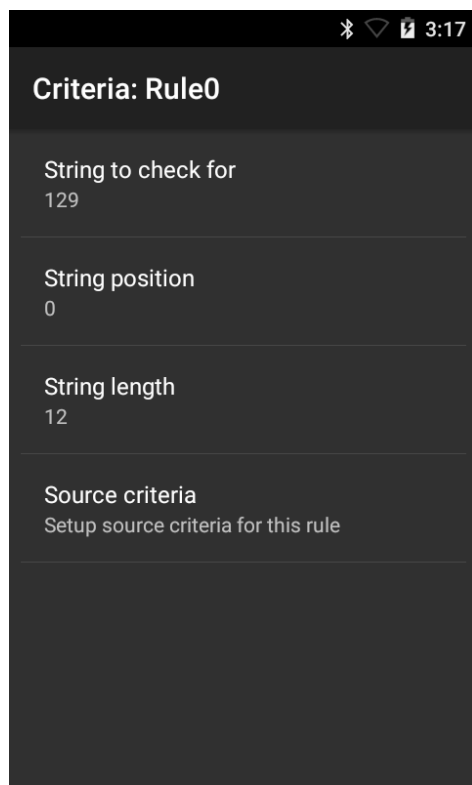 3:17
Criteria: Rule0
String to check for
129
String position
0
String length
12
Source criteria
Setup source criteria for this rule